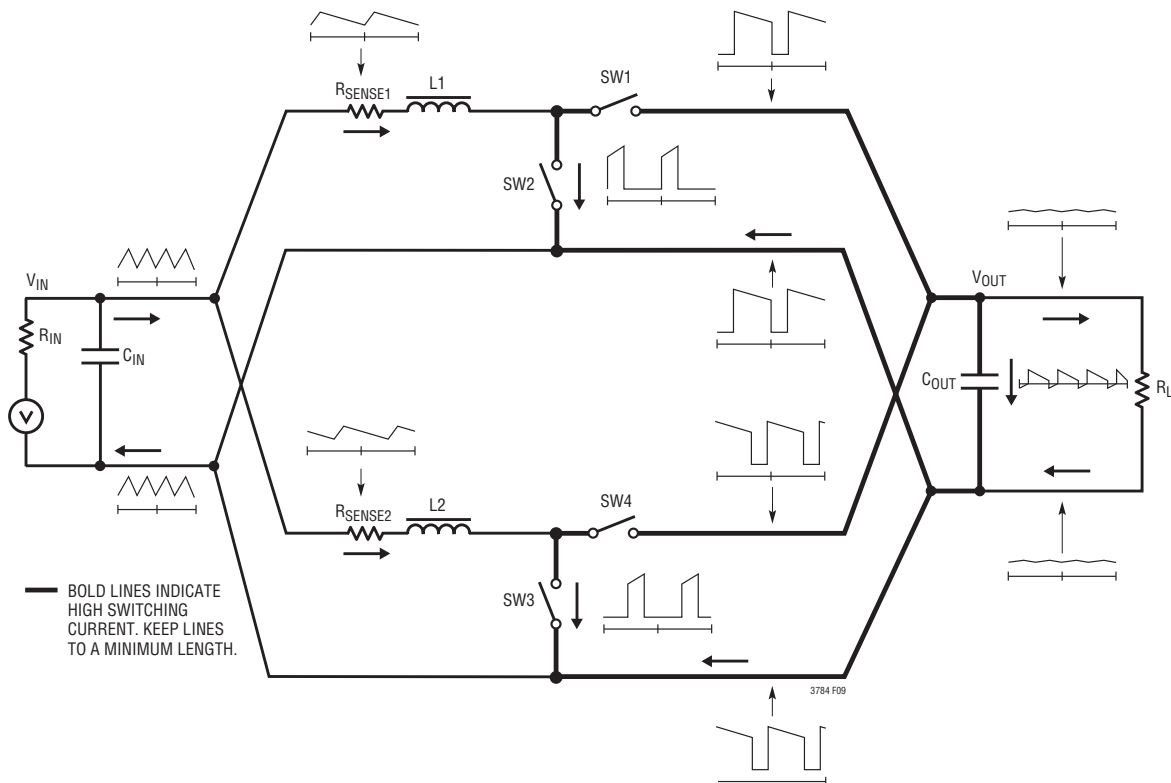 SW1
L1
RSENSE1
SW2
VIN
RIN
CIN
V
VOUT
COUT
RL
RSENSE2
L2
SW4
SW3
BOLD LINES INDICATE
HIGH SWITCHING
CURRENT. KEEP LINES
TO A MINIMUM LENGTH.
3784 F09